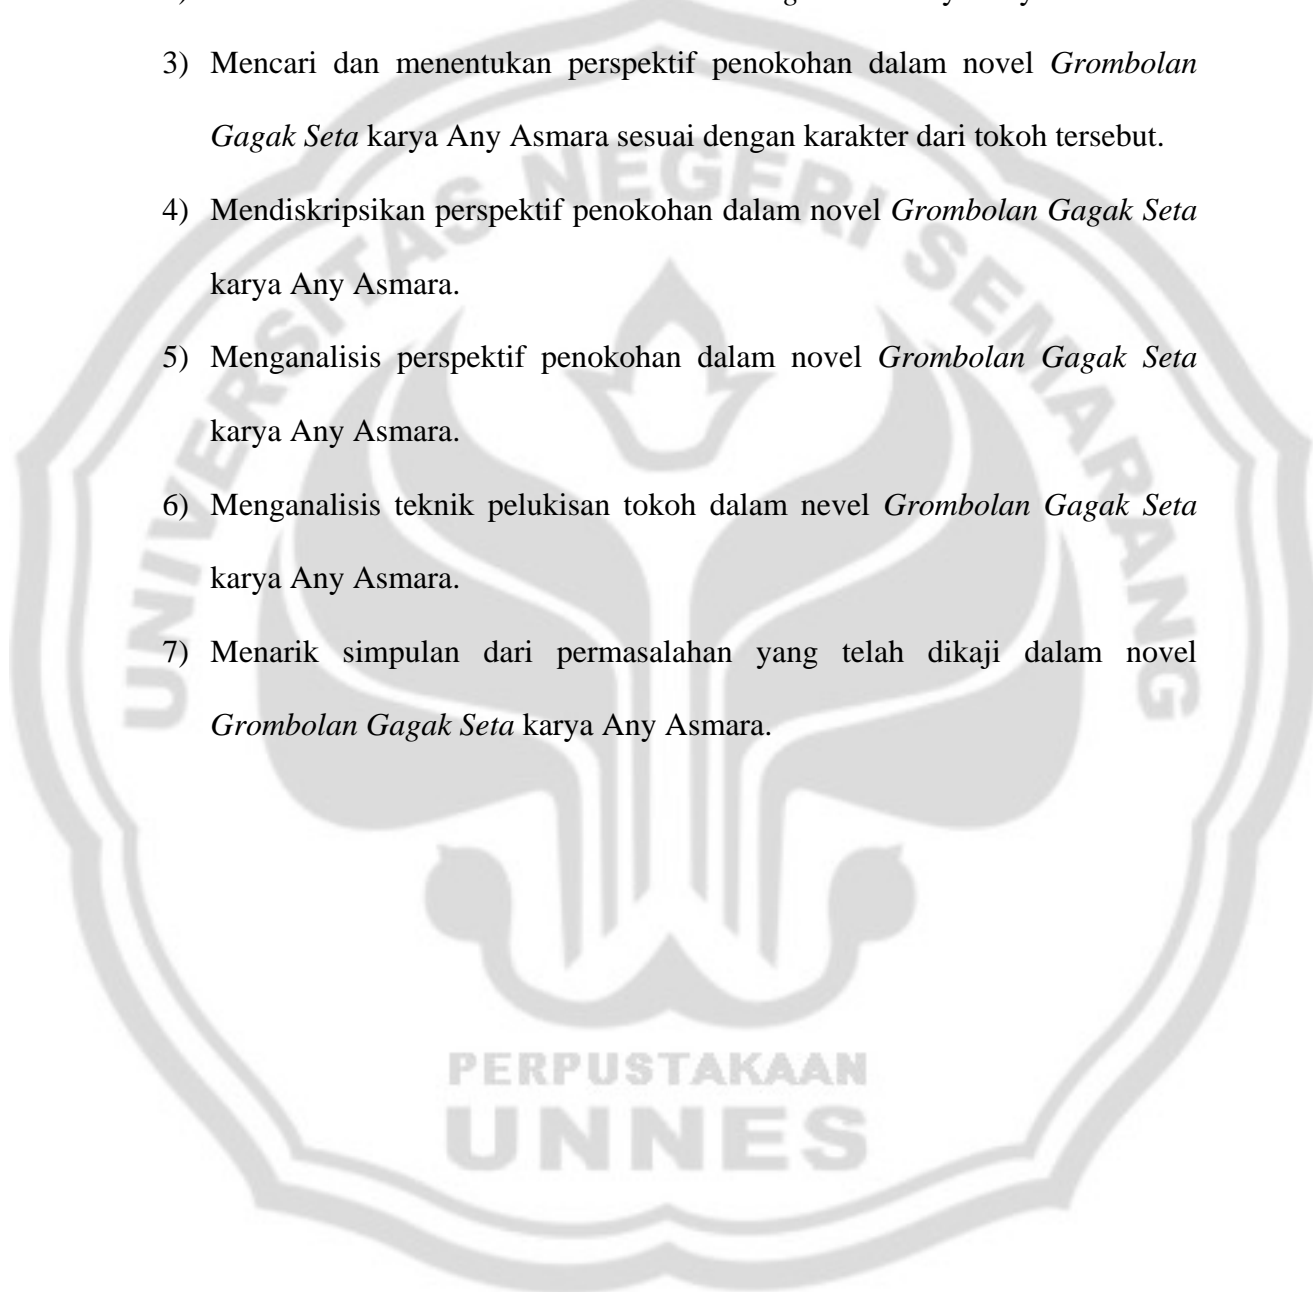 3) Mencari dan menentukan perspektif penokohan dalam novel Grombolan
Gagak Seta karya Any Asmara sesuai dengan karakter dari tokoh tersebut.
4) Mendiskripsikan perspektif penokohan dalam novel Grombolan Gagak Seta
karya Any Asmara.
5) Menganalisis perspektif penokohan dalam novel Grombolan Gagak Seta
karya Any Asmara.
6) Menganalisis teknik pelukisan tokoh dalam nevel Grombolan Gagak Seta
karya Any Asmara.
7) Menarik simpulan dari permasalahan yang telah dikaji dalam novel
Grombolan Gagak Seta karya Any Asmara.
UNIVERSITAS NEGERI SEMARANG
PERPUSTAKAAN
UNNES